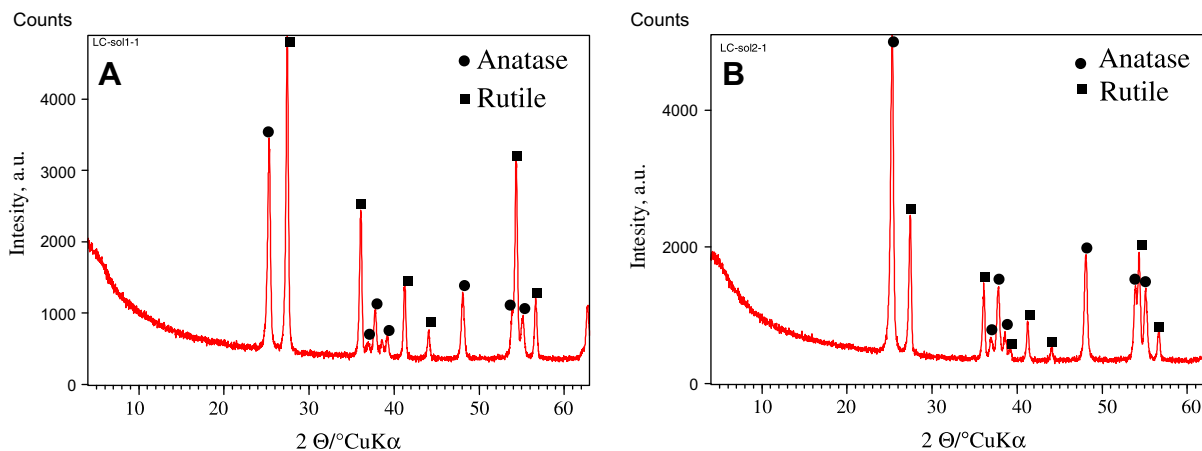 Counts
LC-sol1-1
A
Anatase
Rutile
Intesity, a.u.
4000
3000
2000
1000
0
10 20 30 40 50 60
2 Θ/°CuKα
Counts
LC-sol2-1
B
Anatase
Rutile
Intesity, a.u.
4000
2000
0
10 20 30 40 50 60
2 Θ/°CuKα